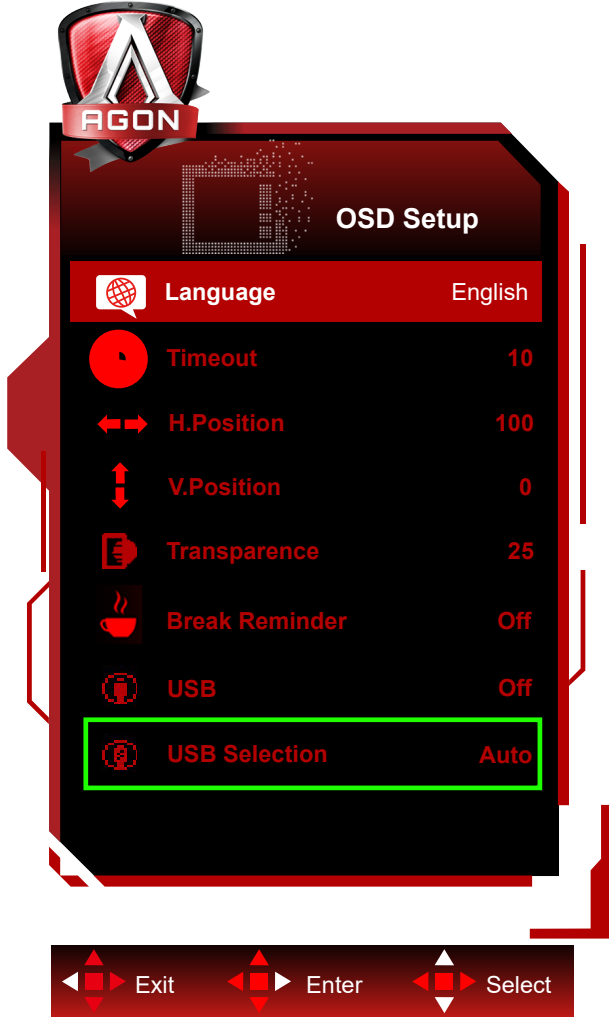 AGON
OSD Setup
Language English
Timeout 10
H.Position 100
V.Position 0
Transparence 25
Break Reminder Off
USB Off
USB Selection Auto
Exit Enter Select